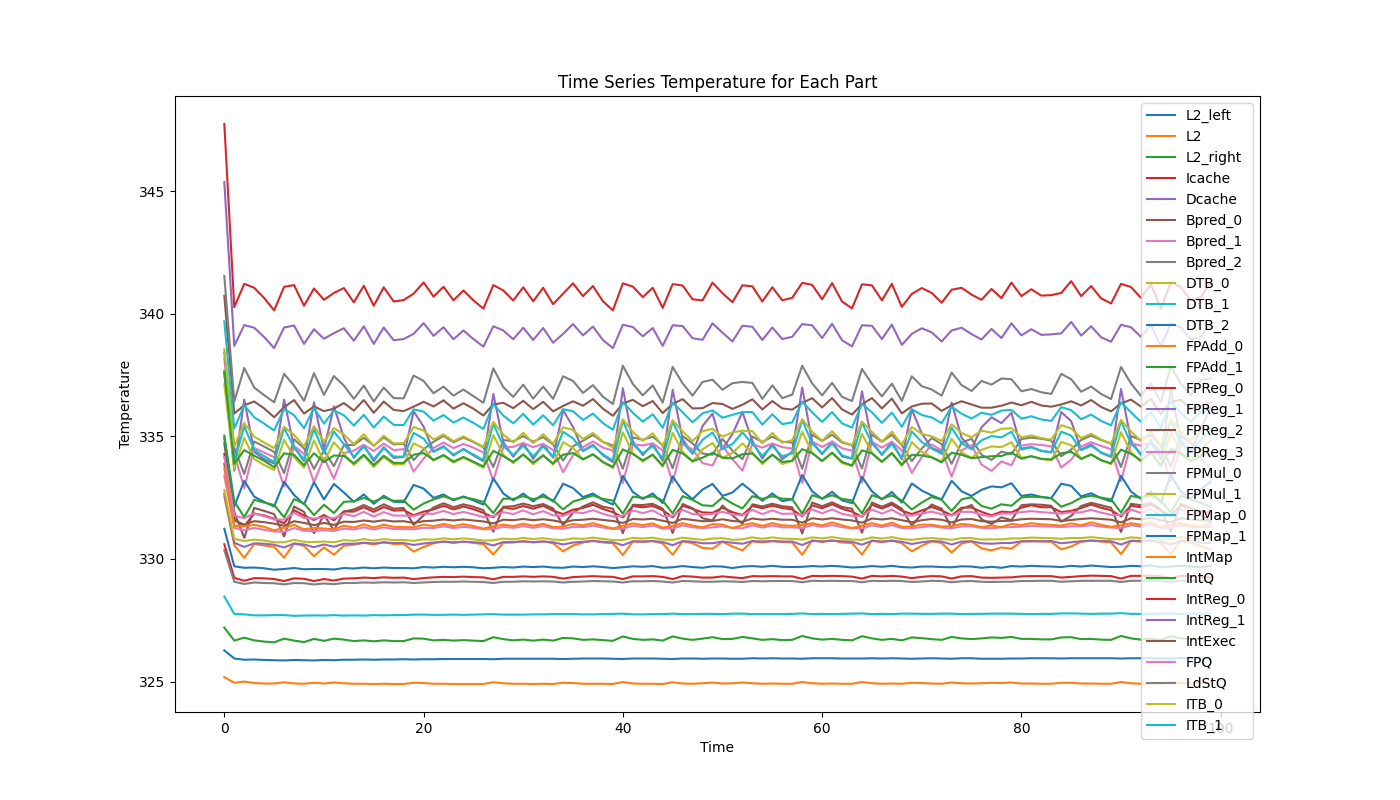 Time Series Temperature for Each Part
Temperature
345
340
335
330
325
0
20
40
60
80
100
Time
L2_left
L2
L2_right
Icache
Dcache
Bpred_0
Bpred_1
Bpred_2
DTB_0
DTB_1
DTB_2
FPAdd_0
FPAdd_1
FPReg_0
FPReg_1
FPReg_2
FPReg_3
FPMul_0
FPMul_1
FPMap_0
FPMap_1
IntMap
IntQ
IntReg_0
IntReg_1
IntExec
FPQ
LdStQ
ITB_0
ITB_1